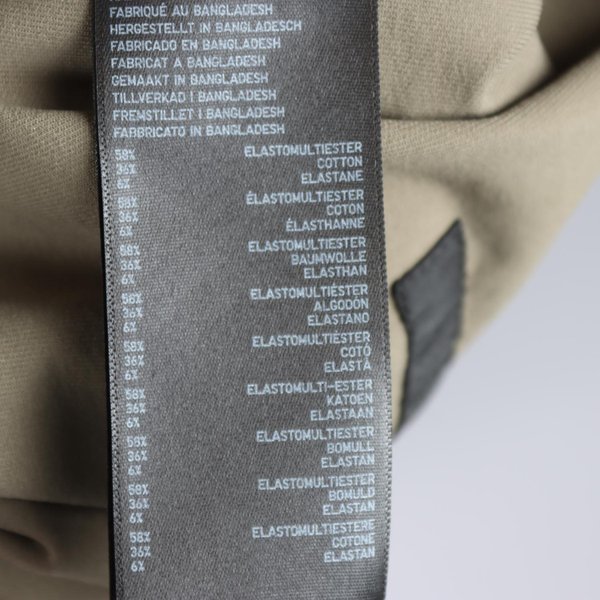 FABRIQUÉ AU BANGLADESH
HERGESTELLT IN BANGLADESCH
FABRICADO EN BANGLADESH
FABRICAT A BANGLADESH
GEMAAKT IN BANGLADESH
TILLVERKAD I BANGLADESH
FREMSTILLET I BANGLADESH
FABBRICATO IN BANGLADESH
58% ELASTOMULTIESTER
36% COTTON
6% ELASTANE
58% ÉLASTOMULTIESTER
36% COTON
6% ÉLASTHANNE
58% ELASTOMULTIESTER
36% BAUMWOLLE
6% ELASTHAN
58% ELASTOMULTIÉSTER
36% ALGODÓN
6% ELASTANO
58% ELASTOMULTIESTER
36% COTÓ
6% ELASTÀ
58% ELASTOMULTI-ESTER
36% KATOEN
6% ELASTAAN
58% ELASTOMULTIESTER
36% BOMULL
6% ELASTAN
58% ELASTOMULTIESTER
36% BOMULD
6% ELASTAN
58% ELASTOMULTIESTERE
36% COTONE
6% ELASTAN